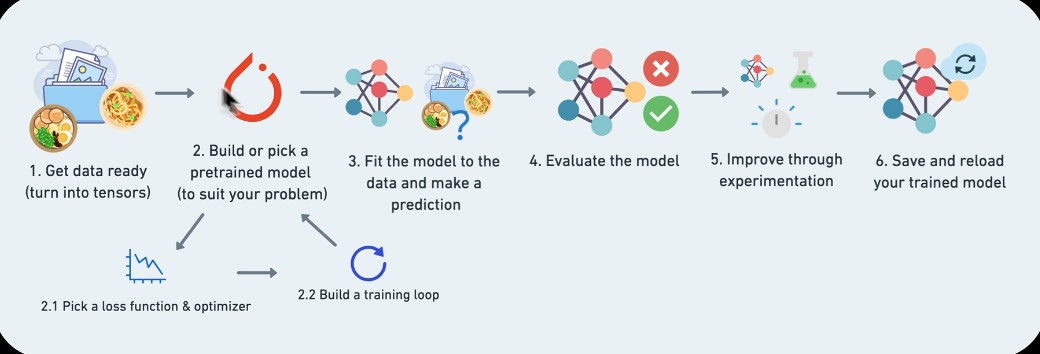 1. Get data ready
(turn into tensors)
2. Build or pick a
pretrained model
(to suit your problem)
3. Fit the model to the
data and make a
prediction
4. Evaluate the model
5. Improve through
experimentation
6. Save and reload
your trained model
2.1 Pick a loss function & optimizer
2.2 Build a training loop
?